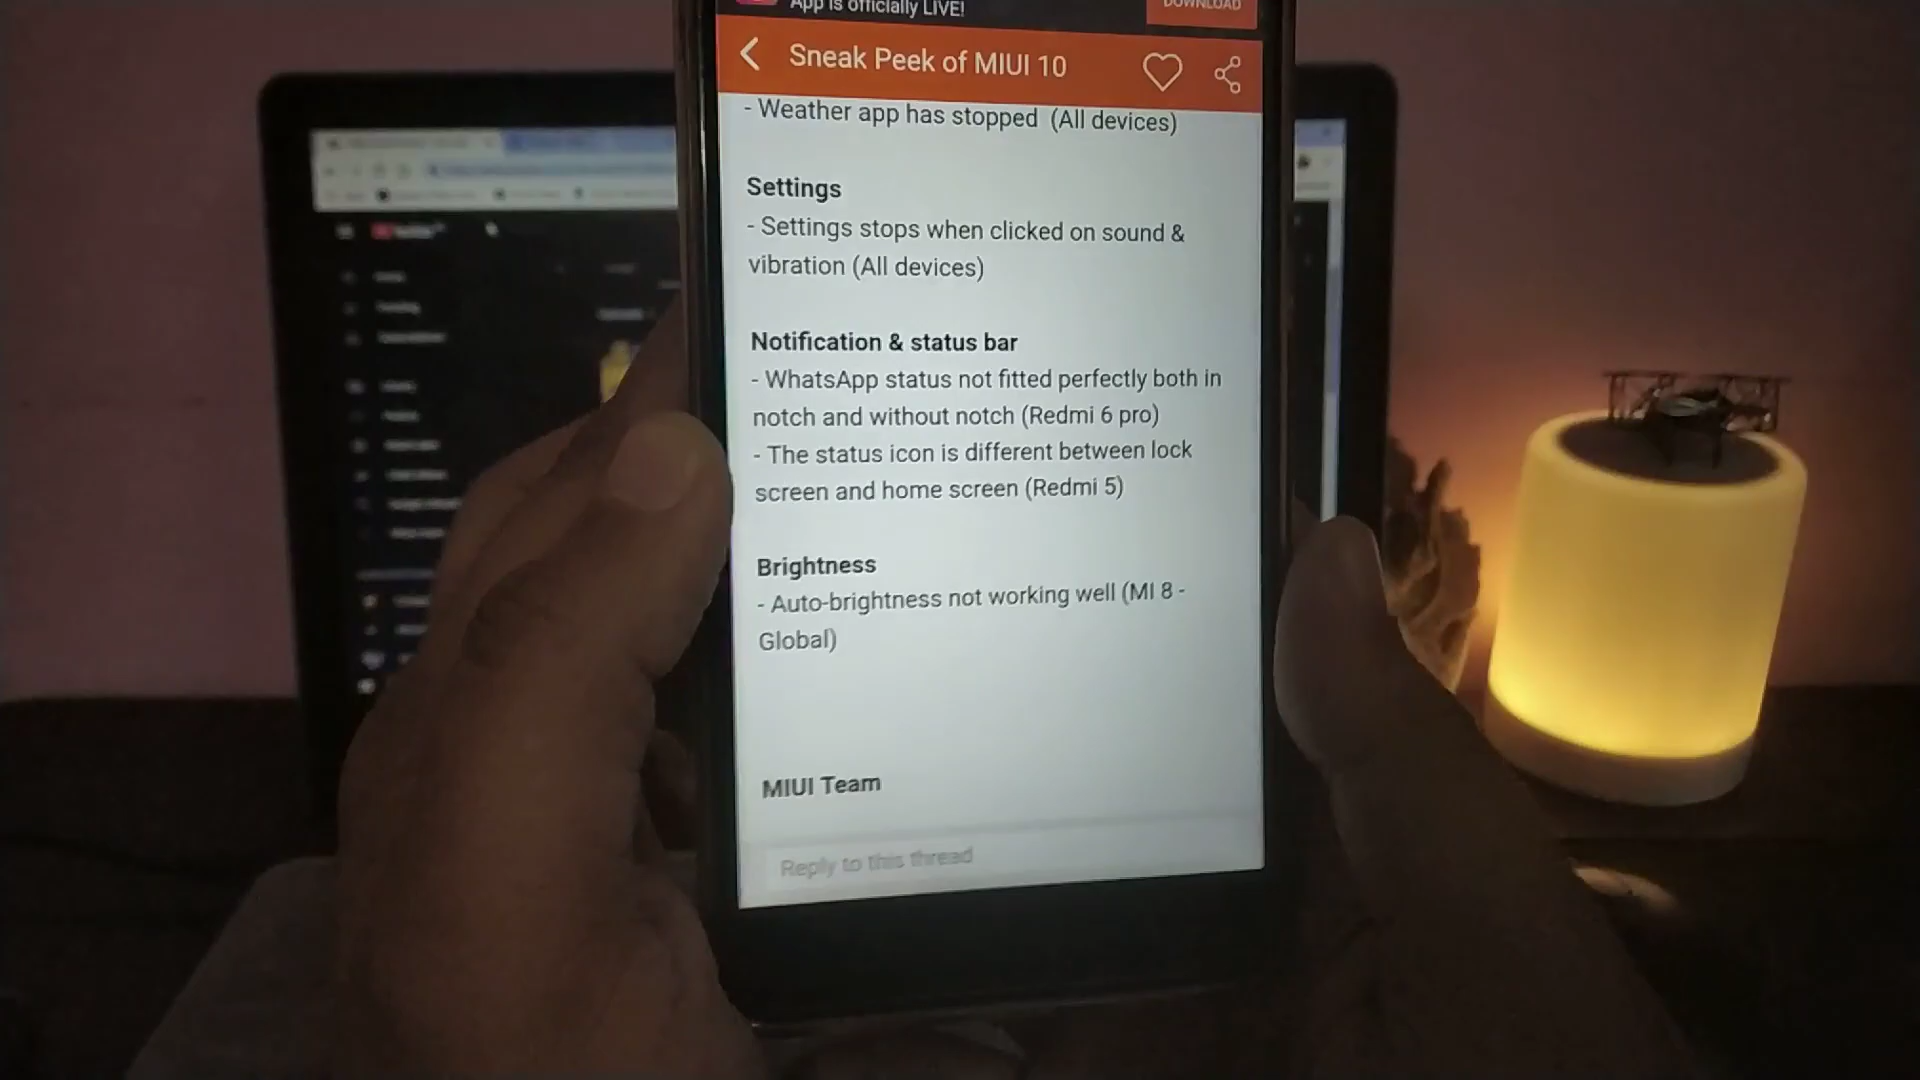 App is officially LIVE!
DOWNLOAD
Sneak Peek of MIUI 10
- Weather app has stopped (All devices)
Settings
- Settings stops when clicked on sound &
vibration (All devices)
Notification & status bar
- WhatsApp status not fitted perfectly both in
notch and without notch (Redmi 6 pro)
- The status icon is different between lock
screen and home screen (Redmi 5)
Brightness
- Auto-brightness not working well (MI 8 -
Global)
MIUI Team
Reply to this thread